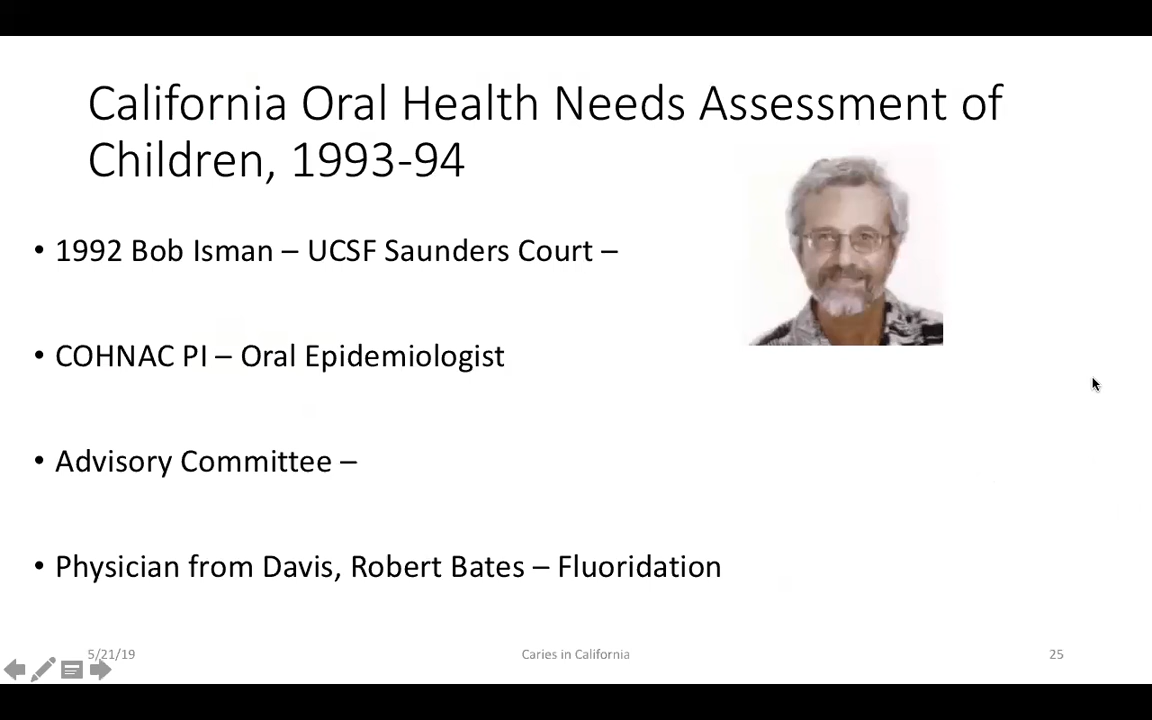 California Oral Health Needs Assessment of
Children, 1993-94
• 1992 Bob Isman – UCSF Saunders Court –
• COHNAC PI – Oral Epidemiologist
• Advisory Committee –
• Physician from Davis, Robert Bates – Fluoridation
5/21/19
Caries in California
25